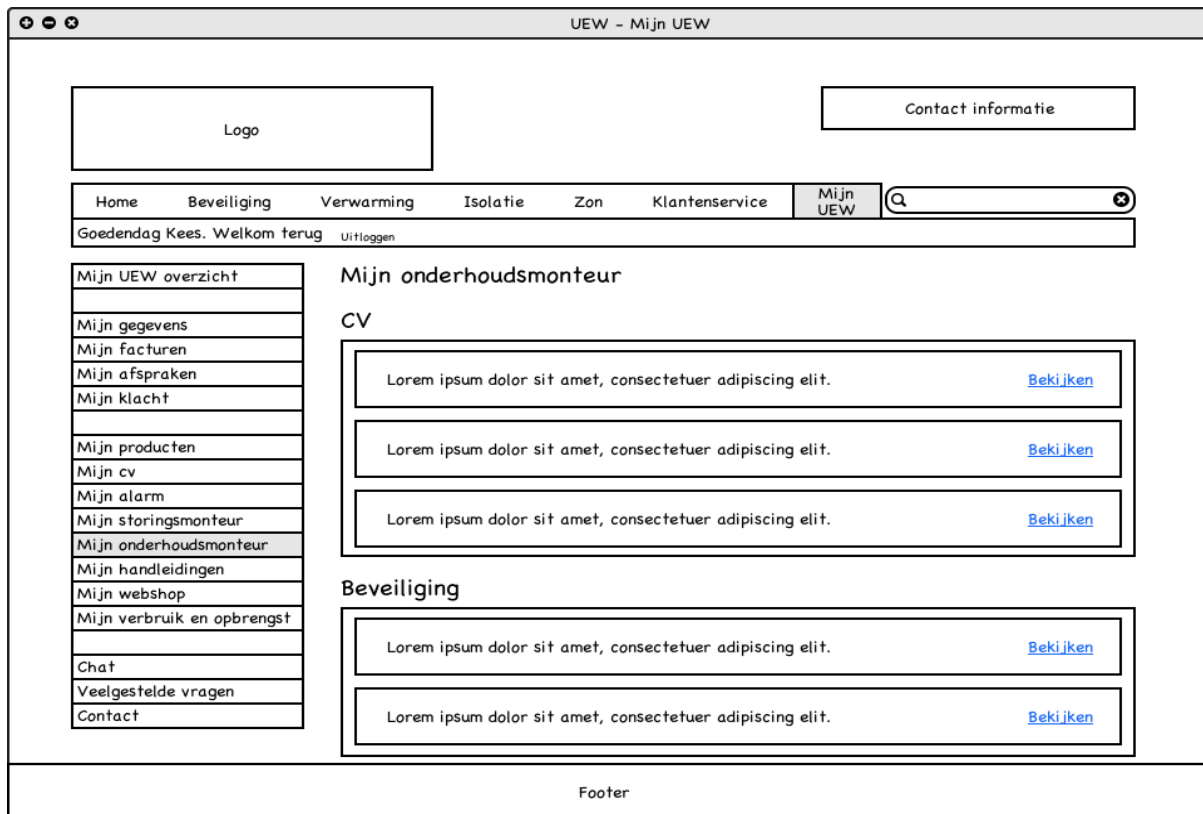 UEW - Mijn UEW
Logo
Contact informatie
Home Beveiliging Verwarming Isolatie Zon Klantenservice Mijn UEW
Goedendag Kees. Welkom terug Uitloggen
Mijn UEW overzicht
Mijn gegevens
Mijn facturen
Mijn afspraken
Mijn klacht
Mijn producten
Mijn cv
Mijn alarm
Mijn storingsmonteur
Mijn onderhoudsmonteur
Mijn handleidingen
Mijn webshop
Mijn verbruik en opbrengst
Chat
Veelgestelde vragen
Contact
Mijn onderhoudsmonteur
CV
Lorem ipsum dolor sit amet, consectetuer adipiscing elit. Bekijken
Lorem ipsum dolor sit amet, consectetuer adipiscing elit. Bekijken
Lorem ipsum dolor sit amet, consectetuer adipiscing elit. Bekijken
Beveiliging
Lorem ipsum dolor sit amet, consectetuer adipiscing elit. Bekijken
Lorem ipsum dolor sit amet, consectetuer adipiscing elit. Bekijken
Footer